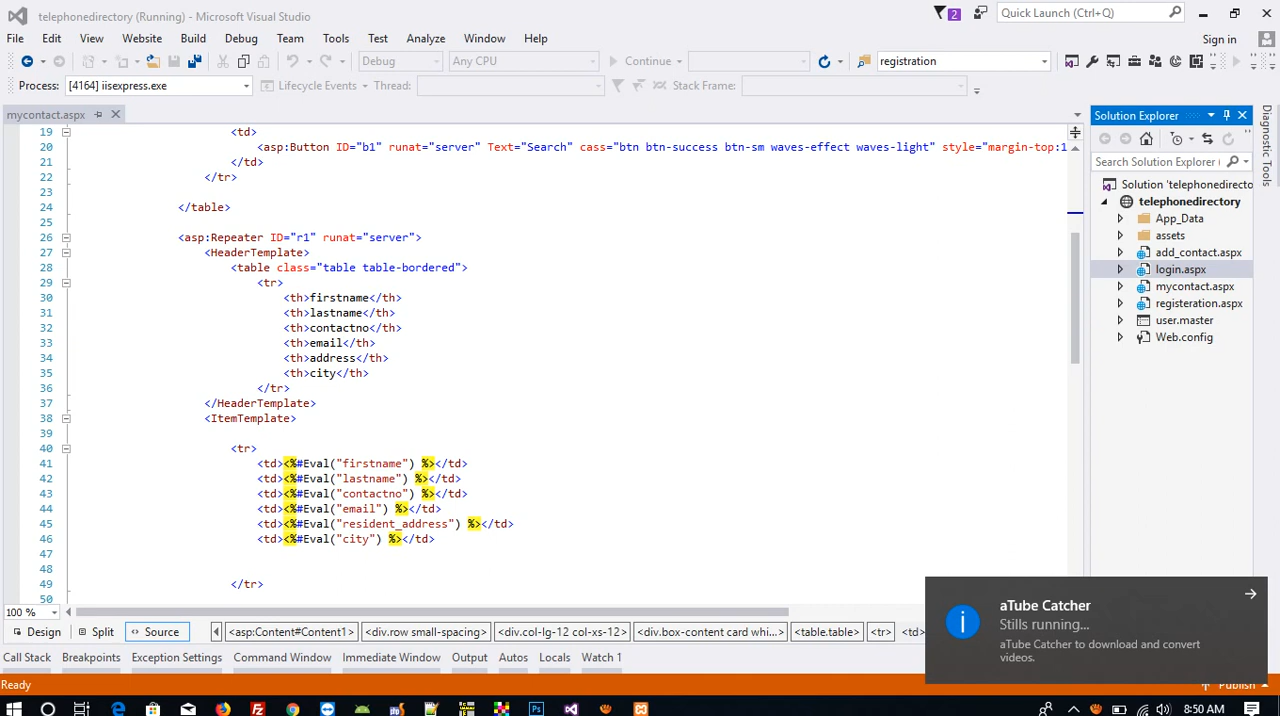 telephonedirectory (Running) - Microsoft Visual Studio
2
Quick Launch (Ctrl+Q)
File Edit View Website Build Debug Team Tools Test Analyze Window Help
Sign in
Debug Any CPU Continue registration
Process: [4164] iisexpress.exe Lifecycle Events Thread: Stack Frame:
mycontact.aspx
19 <td>
20 <asp:Button ID="b1" runat="server" Text="Search" cass="btn btn-success btn-sm waves-effect waves-light" style="margin-top:1
21 </td>
22 </tr>
23
24 </table>
25
26 <asp:Repeater ID="r1" runat="server">
27 <HeaderTemplate>
28 <table class="table table-bordered">
29 <tr>
30 <th>firstname</th>
31 <th>lastname</th>
32 <th>contactno</th>
33 <th>email</th>
34 <th>address</th>
35 <th>city</th>
36 </tr>
37 </HeaderTemplate>
38 <ItemTemplate>
39
40 <tr>
41 <td><%#Eval("firstname") %></td>
42 <td><%#Eval("lastname") %></td>
43 <td><%#Eval("contactno") %></td>
44 <td><%#Eval("email") %></td>
45 <td><%#Eval("resident_address") %></td>
46 <td><%#Eval("city") %></td>
47
48
49 </tr>
50
Solution Explorer
Search Solution Explorer (
Solution 'telephonedirecto
telephonedirectory
App_Data
assets
add_contact.aspx
login.aspx
mycontact.aspx
registeration.aspx
user.master
Web.config
Diagnostic Tools
100 %
Design Split Source <asp:Content#Content1> <div.row small-spacing> <div.col-lg-12 col-xs-12> <div.box-content card whi...> <table.table> <tr> <td>
Call Stack Breakpoints Exception Settings Command Window Immediate Window Output Autos Locals Watch 1
aTube Catcher
Stills running...
aTube Catcher to download and convert
videos.
Ready
Publish
8:50 AM